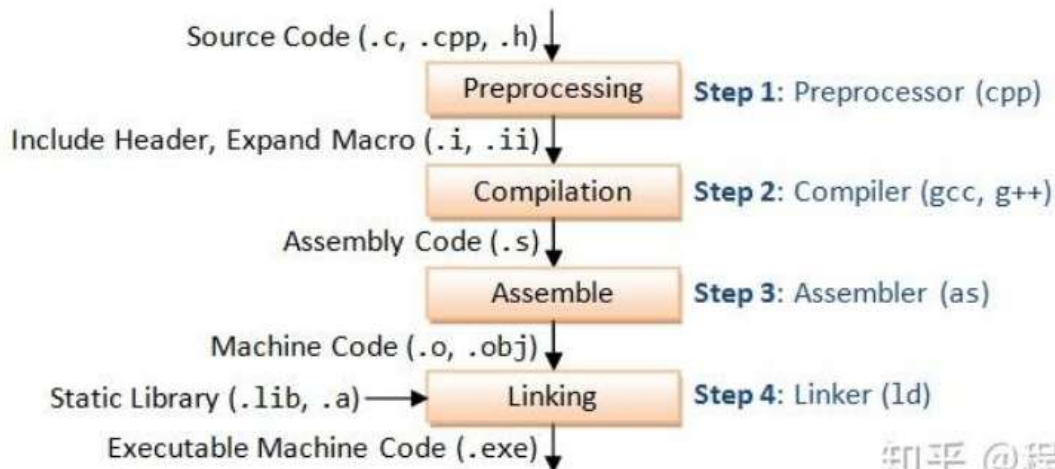 Source Code (.c, .cpp, .h)
Preprocessing
Step 1: Preprocessor (cpp)
Include Header, Expand Macro (.i, .ii)
Compilation
Step 2: Compiler (gcc, g++)
Assembly Code (.s)
Assemble
Step 3: Assembler (as)
Machine Code (.o, .obj)
Static Library (.lib, .a)
Linking
Step 4: Linker (ld)
Executable Machine Code (.exe)
知乎 @程